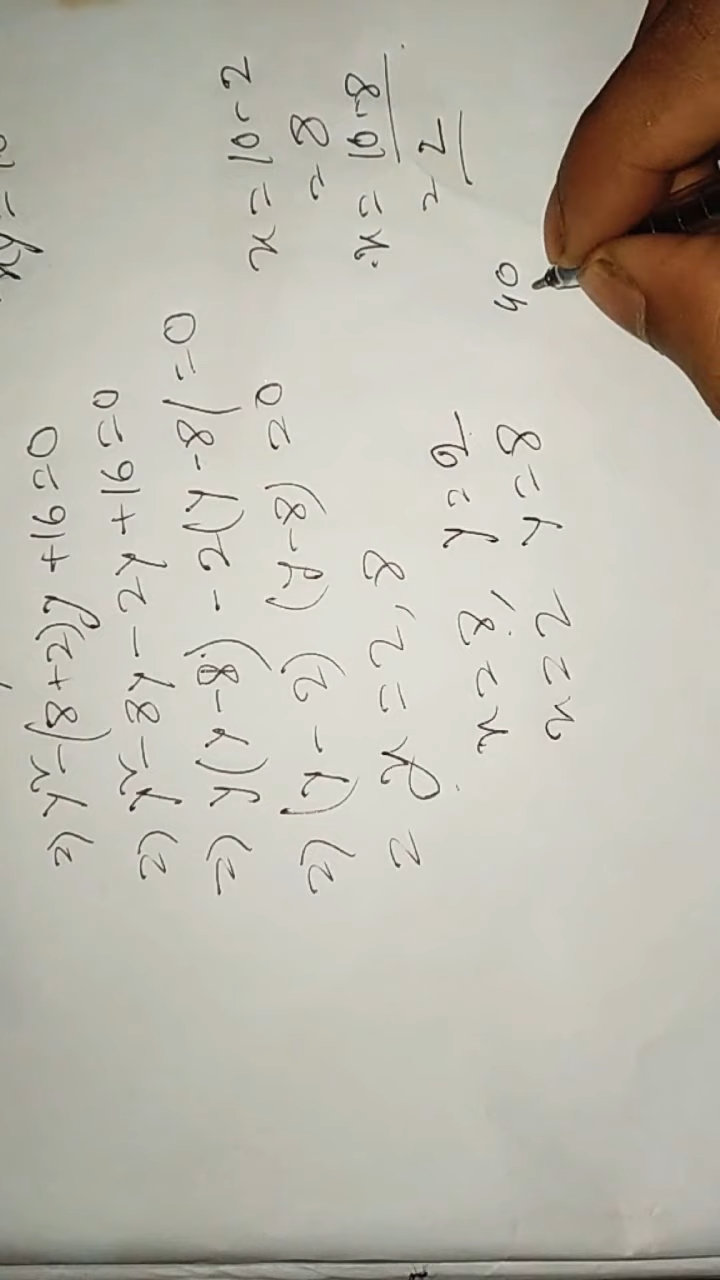 =) y²-(8+2)y+16=0
=) y²-8y-2y+16=0
=) y(y-8)-2(y-8)=0
=) (y-2) (y-8) =0
y = 2, 8
x = 8, y = 2
x = 2 y = 8
x = 10-2
= 8
x = 10-8
= 2